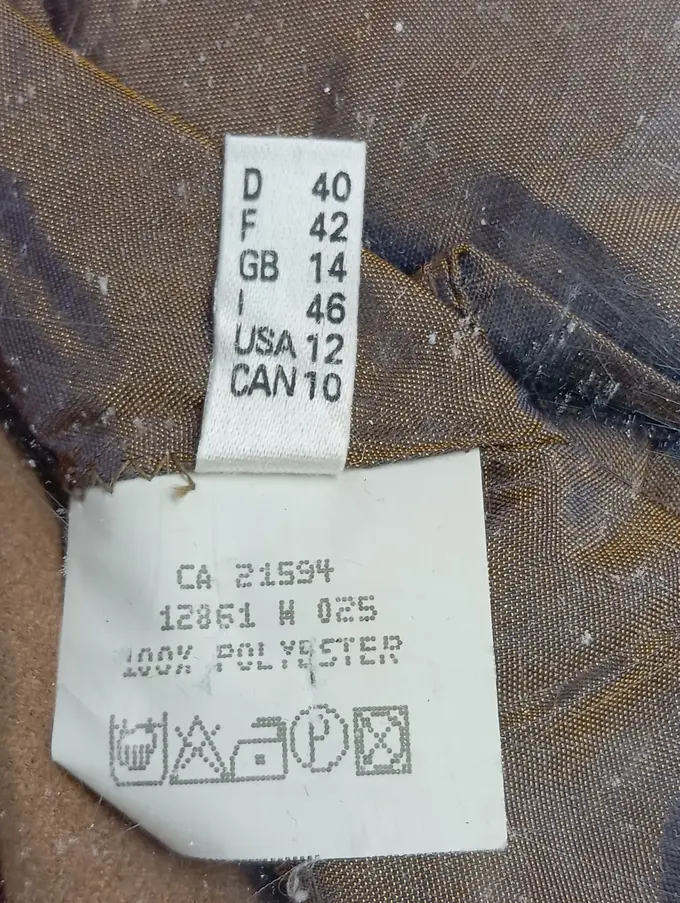 D 40
F 42
GB 14
I 46
USA 12
CAN 10
CA 21594
12861 H 025
100% POLYESTER
P